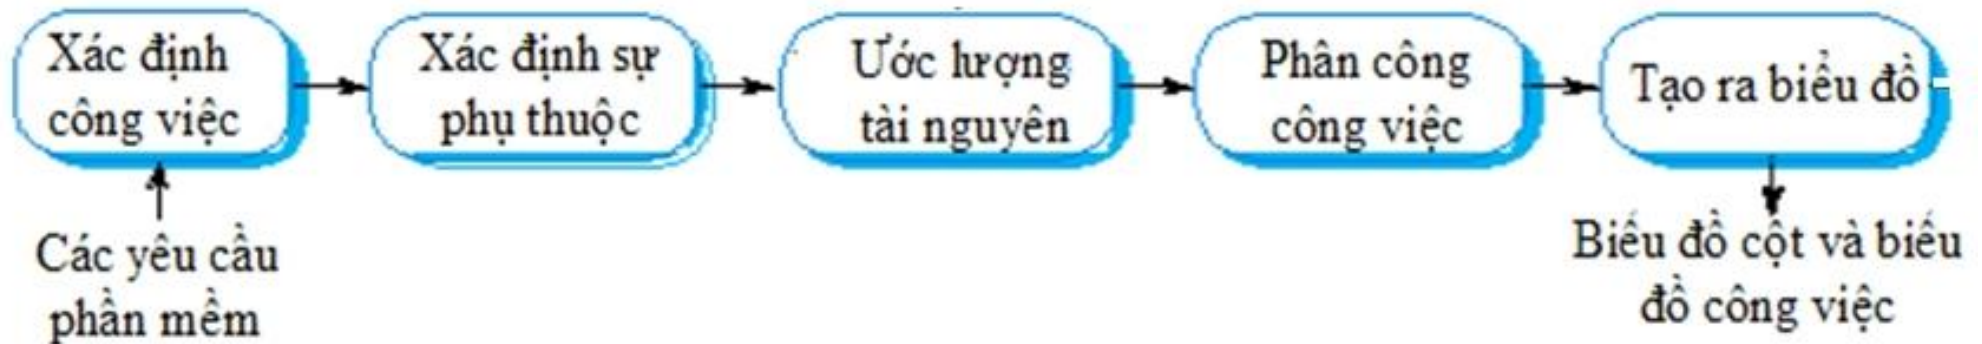 Xác định
công việc
Xác định sự
phụ thuộc
Ước lượng
tài nguyên
Phân công
công việc
Tạo ra biểu đồ
Các yêu cầu
phần mềm
Biểu đồ cột và biểu
đồ công việc